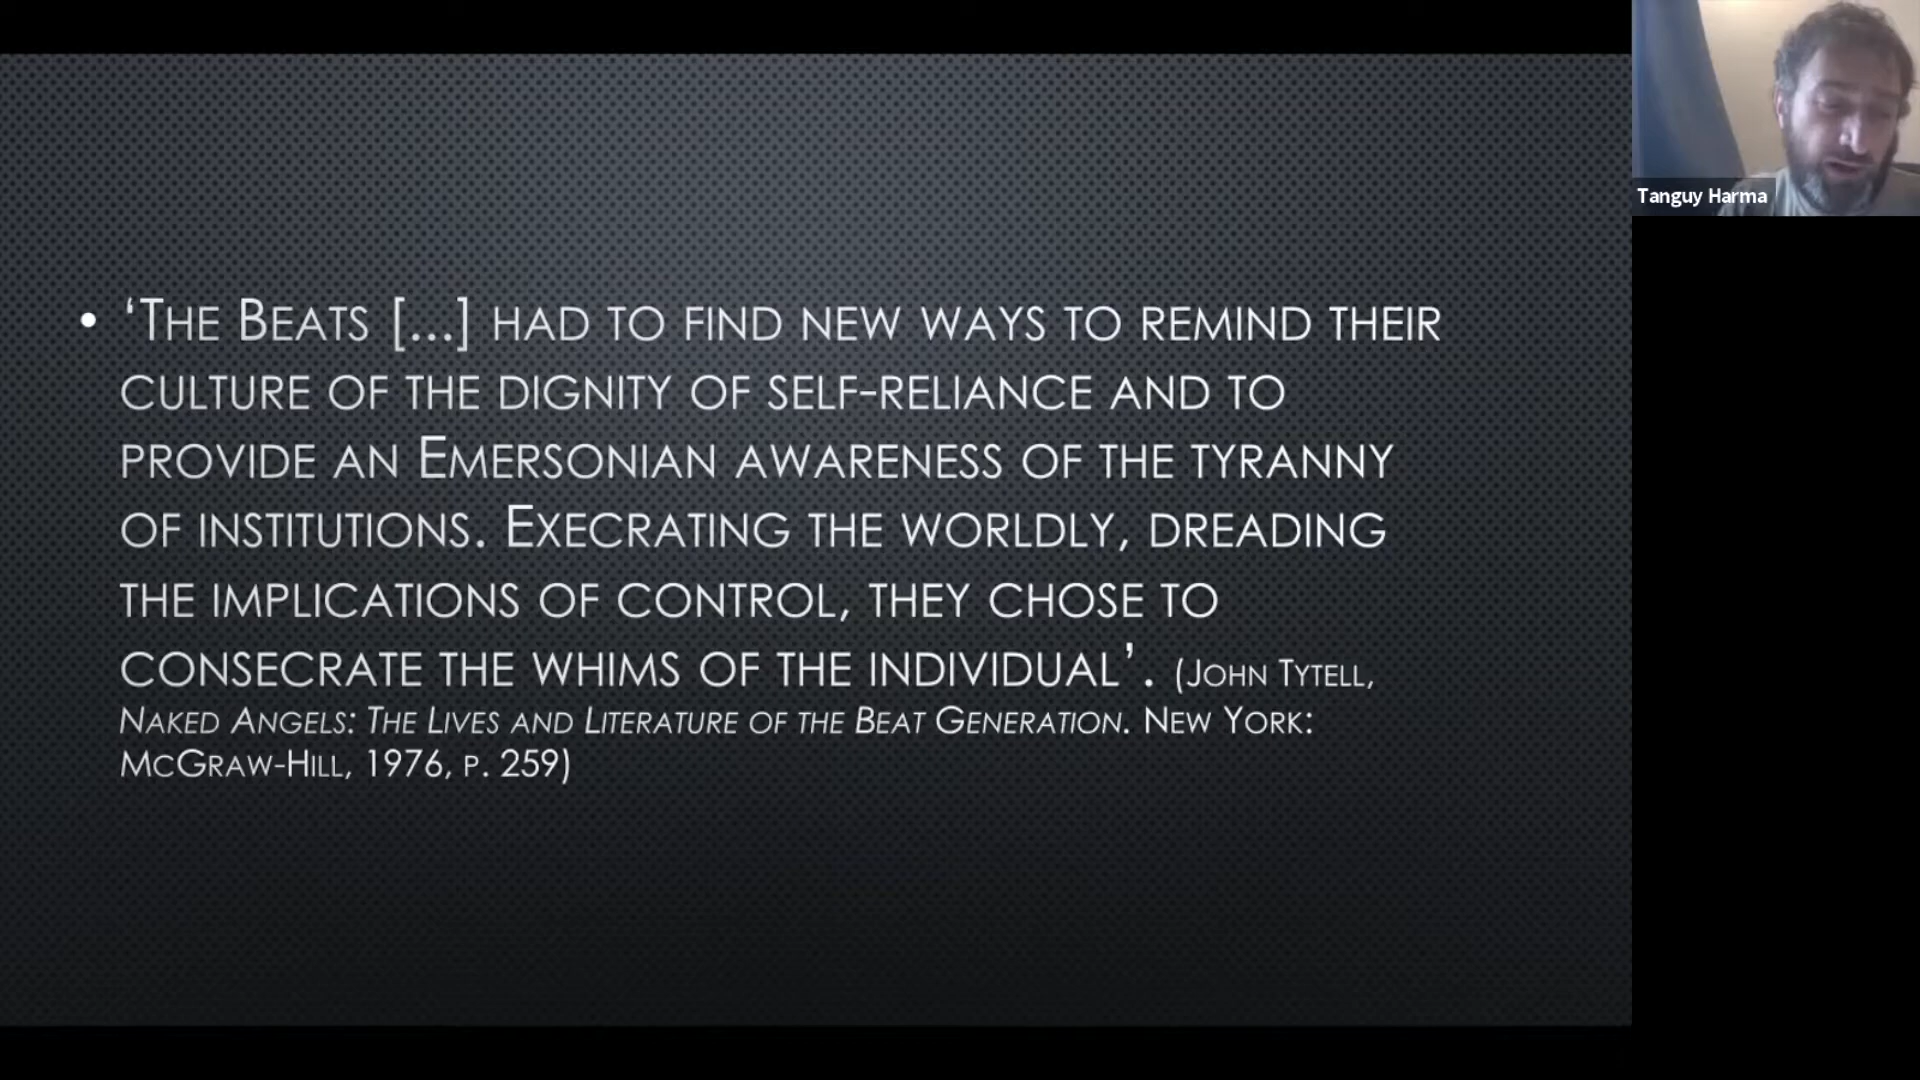 • ‘The Beats [...] had to find new ways to remind their
culture of the dignity of self-reliance and to
provide an Emersonian awareness of the tyranny
of institutions. Execrating the worldly, dreading
the implications of control, they chose to
consecrate the whims of the individual’. (John Tytell,
Naked Angels: The Lives and Literature of the Beat Generation. New York:
McGraw-Hill, 1976, p. 259)
Tanguy Harma